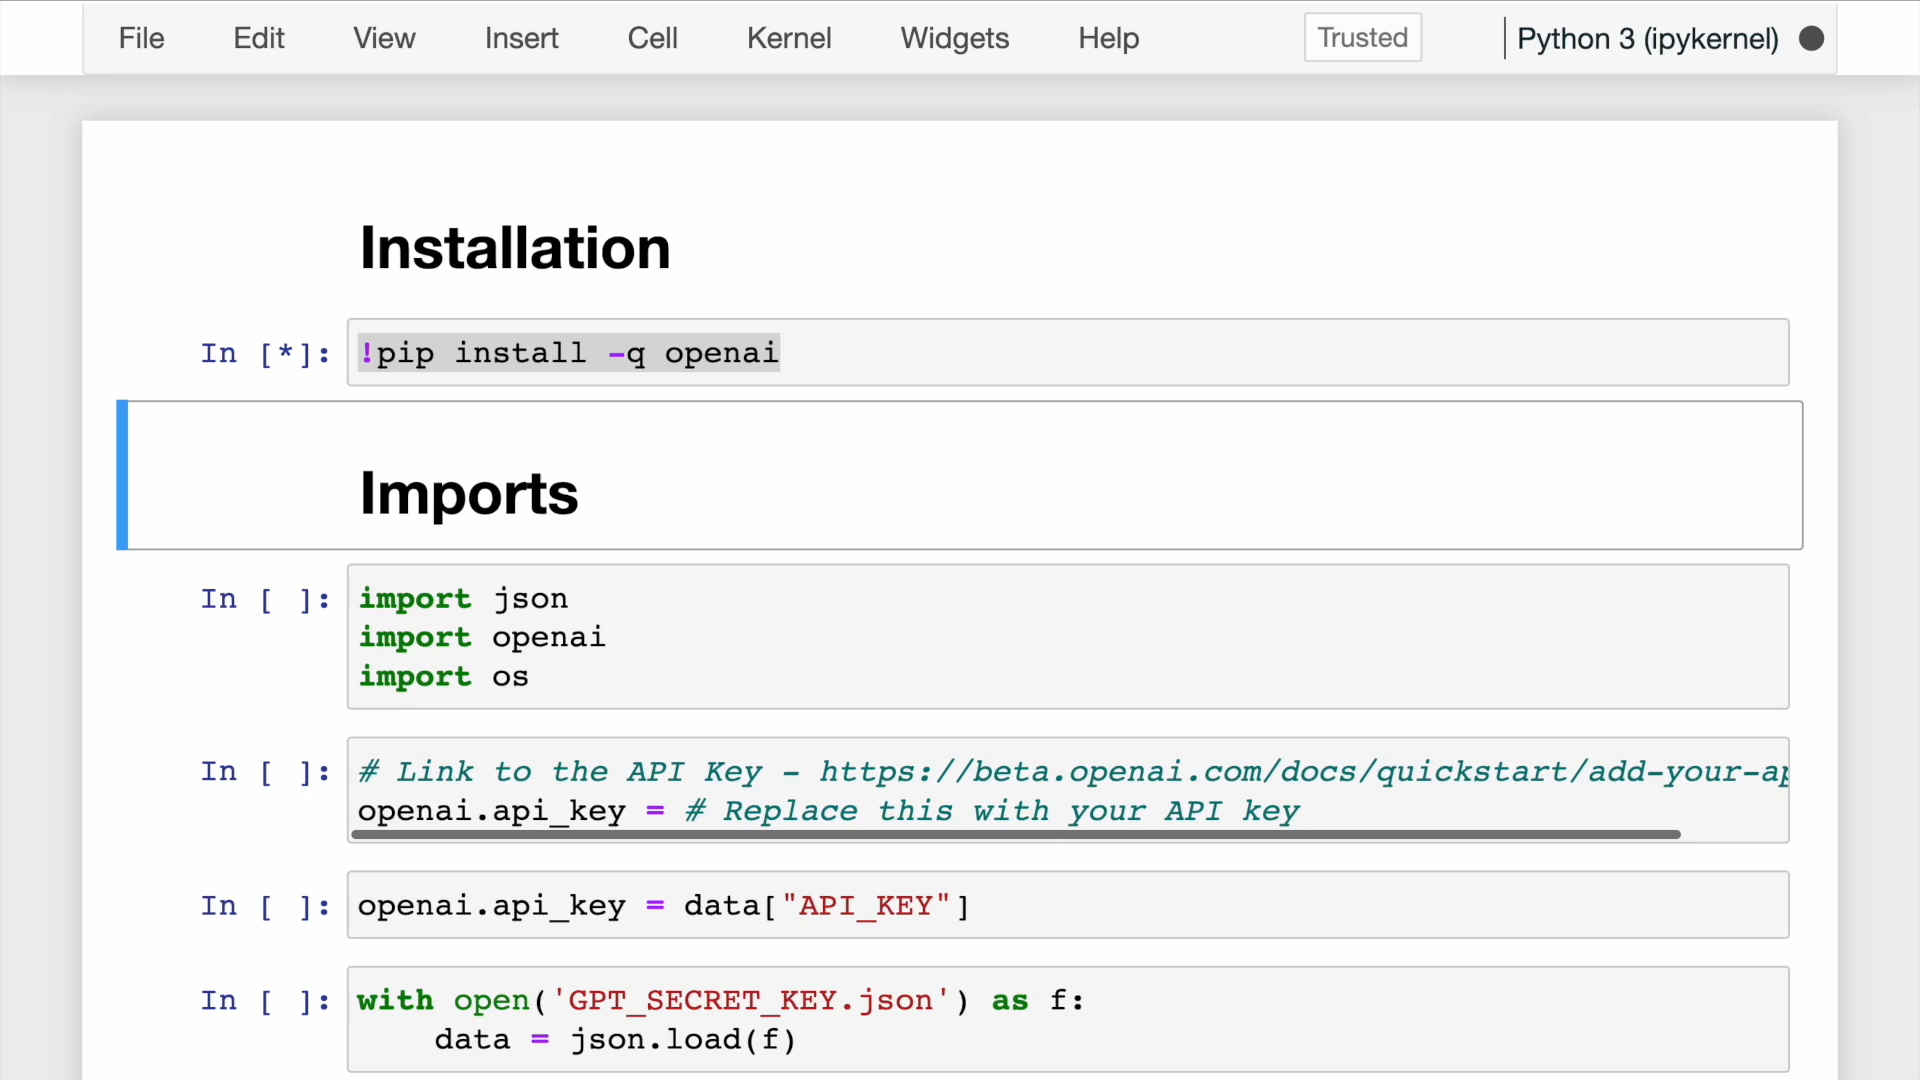 File Edit View Insert Cell Kernel Widgets Help Trusted Python 3 (ipykernel)
Installation
In [*]: !pip install -q openai
Imports
In [ ]: import json
import openai
import os
In [ ]: # Link to the API Key - https://beta.openai.com/docs/quickstart/add-your-ap
openai.api_key = # Replace this with your API key
In [ ]: openai.api_key = data["API_KEY"]
In [ ]: with open('GPT_SECRET_KEY.json') as f:
    data = json.load(f)